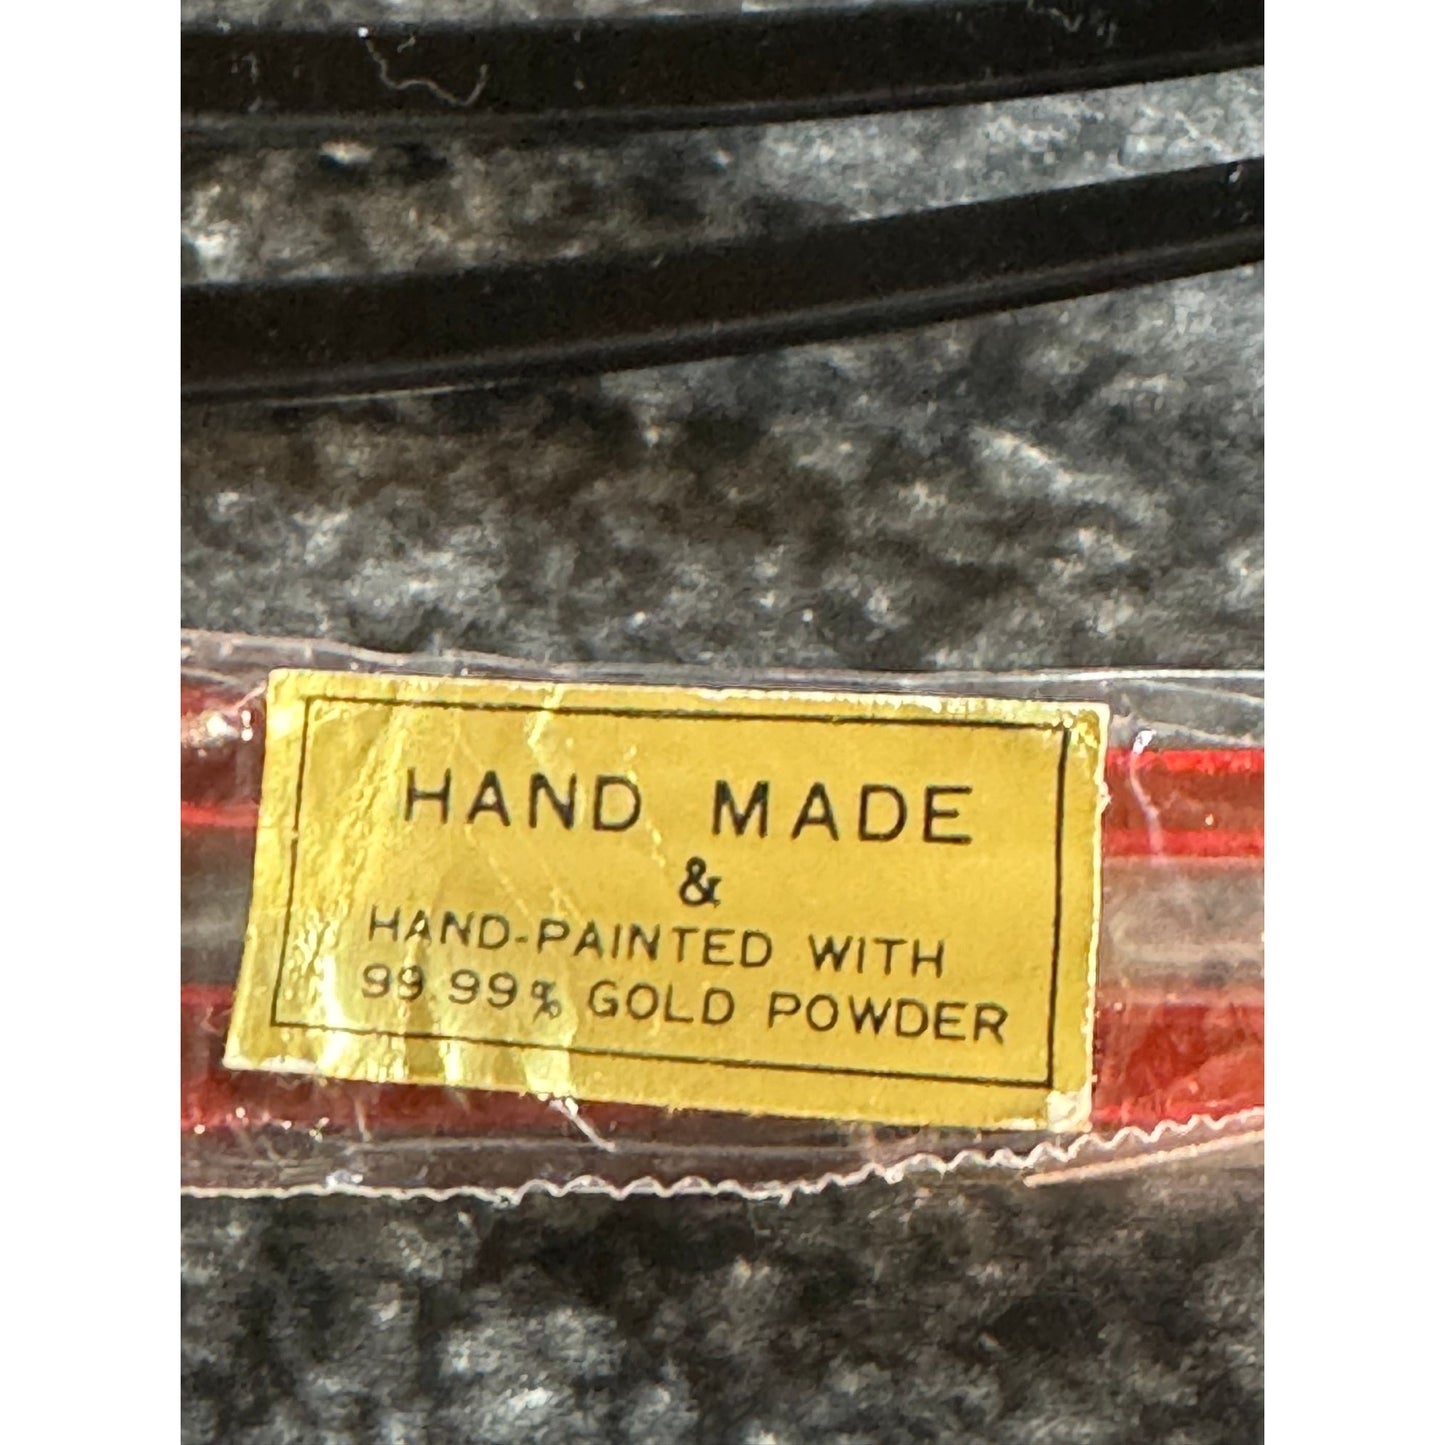 HAND MADE
&
HAND-PAINTED WITH
99.99% GOLD POWDER